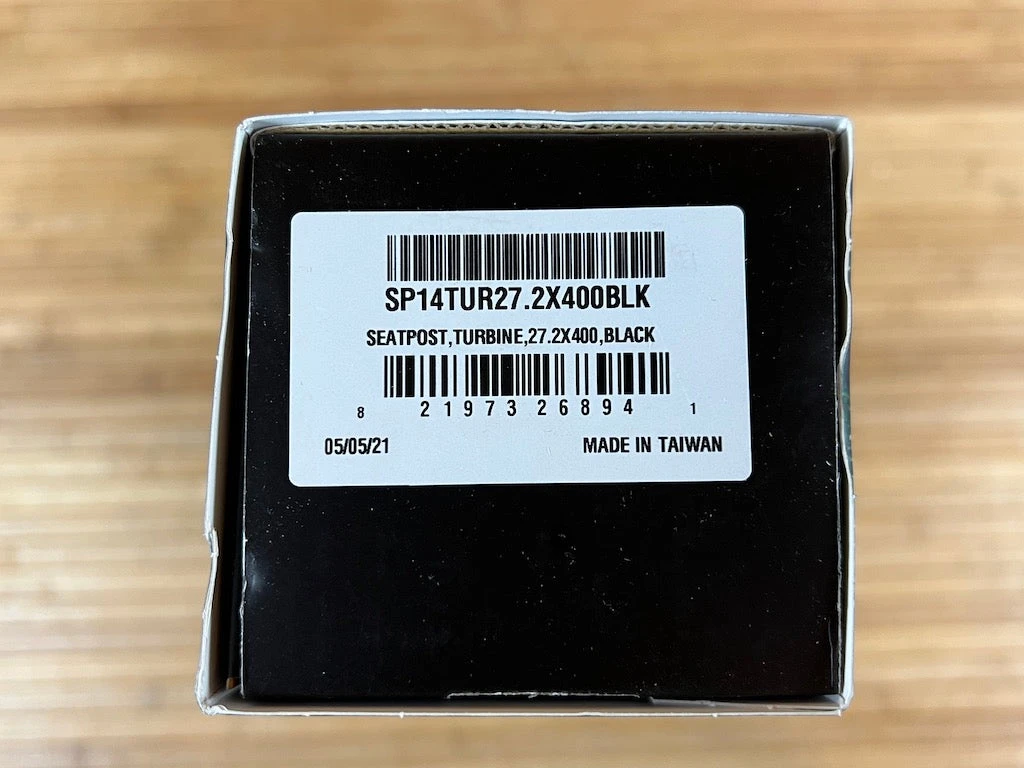 SP14TUR27.2X400BLK
SEATPOST,TURBINE,27.2X400,BLACK
8 21973 26894 1
05/05/21 MADE IN TAIWAN